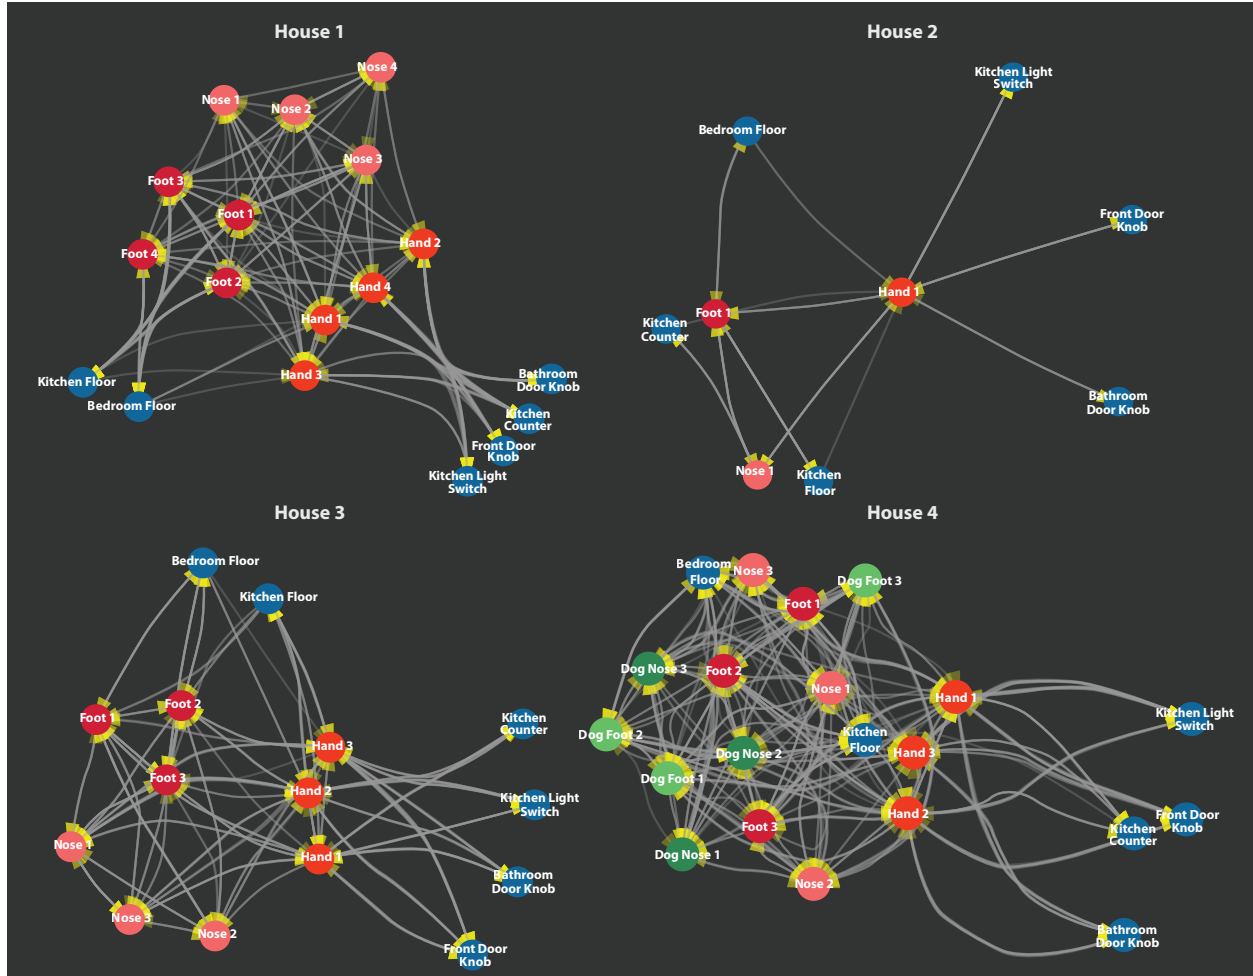 House 1
Nose 4
Nose 1
Nose 2
Nose 3
Foot 3
Foot 1
Foot 4
Hand 2
Foot 2
Hand 4
Hand 1
Hand 3
Kitchen Floor
Bedroom Floor
Bathroom
Door Knob
Kitchen
Counter
Front Door
Knob
Kitchen Light
Switch
House 2
Kitchen Light
Switch
Bedroom Floor
Front Door
Knob
Hand 1
Foot 1
Kitchen
Counter
Bathroom
Door Knob
Nose 1
Kitchen
Floor
House 3
Bedroom Floor
Kitchen Floor
Foot 2
Foot 1
Kitchen
Counter
Hand 3
Foot 3
Hand 2
Kitchen Light
Switch
Nose 1
Hand 1
Bathroom
Door Knob
Nose 3
Nose 2
Front Door
Knob
House 4
Bedroom
Floor
Nose 3
Dog Foot 3
Foot 1
Dog Nose 3
Foot 2
Nose 1
Hand 1
Kitchen Light
Switch
Dog Foot 2
Kitchen
Floor
Dog Nose 2
Hand 3
Dog Foot 1
Hand 2
Front Door
Knob
Foot 3
Kitchen
Counter
Dog Nose 1
Nose 2
Bathroom
Door Knob